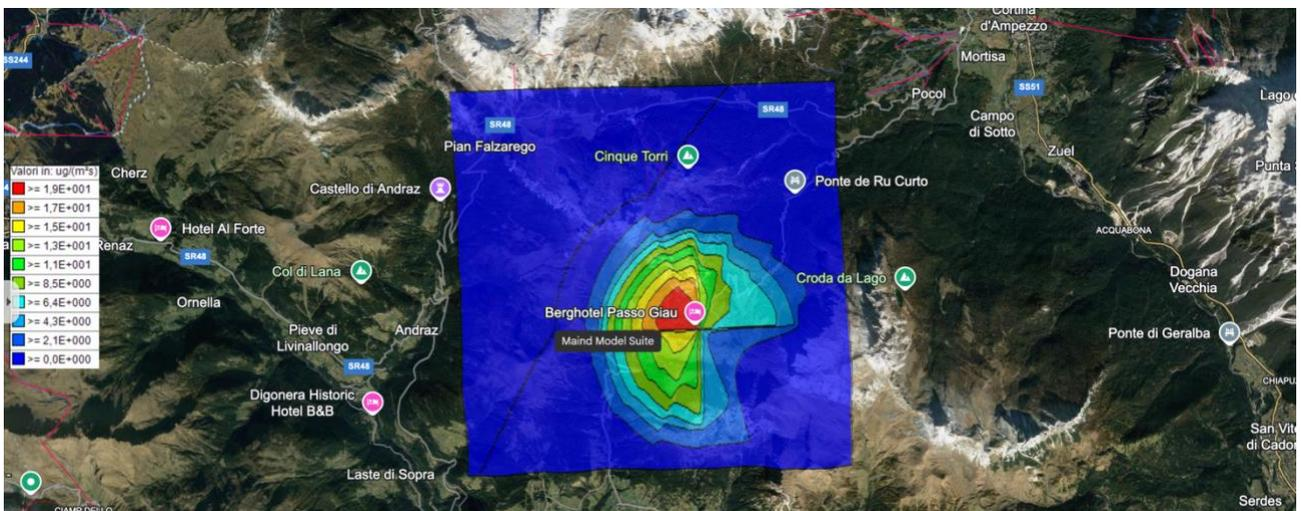 Cortina
d'Ampezzo
SS244
Mortisa
SS51
Pocol
Lago
SR48
SR48
Campo
di Sotto
Pian Falzarego
Cinque Torri
Zuel
Punta
Valori in: ug/(m²s)
>= 1,9E+001
>= 1,7E+001
>= 1,5E+001
>= 1,3E+001
>= 1,1E+001
>= 8,5E+000
>= 6,4E+000
>= 4,3E+000
>= 2,1E+000
>= 0,0E+000
Cherz
Castello di Andraz
Ponte de Ru Curto
Hotel Al Forte
Renaz
SR48
ACQUABONA
Col di Lana
Croda da Lago
Dogana
Vecchia
Ornella
Berghotel Passo Giau
Pieve di
Livinallongo
Andraz
Maind Model Suite
Ponte di Geralba
SR48
Digonera Historic
Hotel B&B
CHIAPU
San Vit
di Cador
Laste di Sopra
Serdes